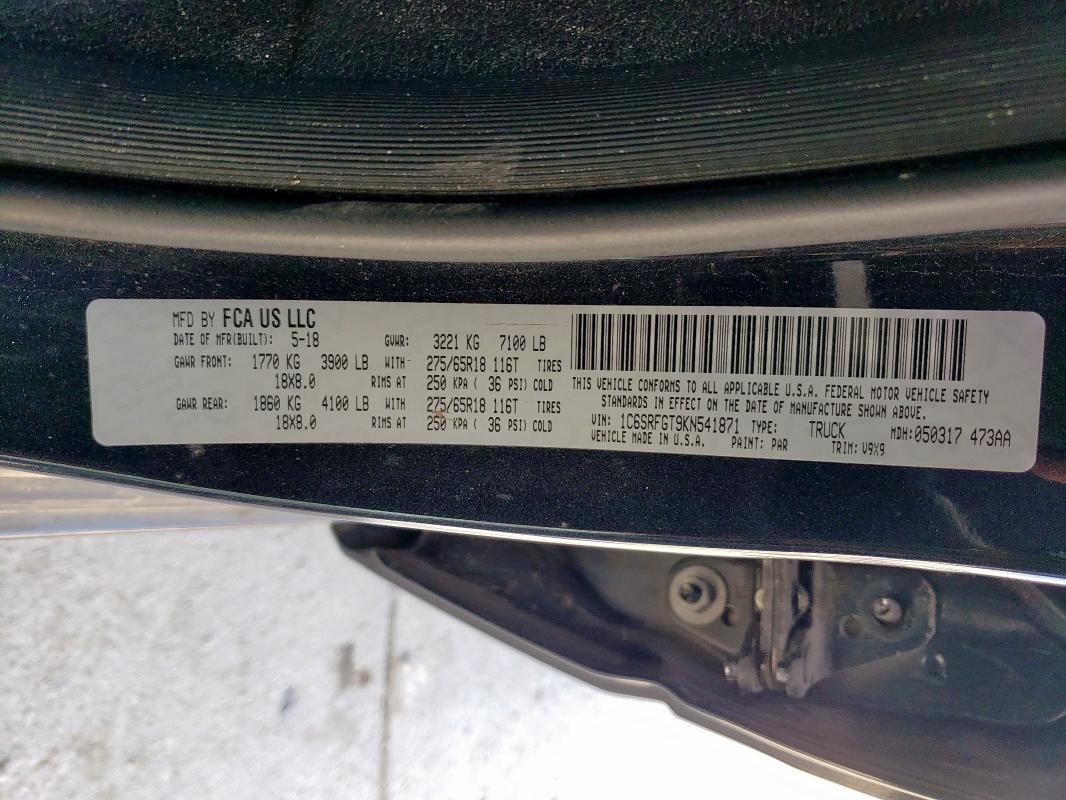 MFD BY FCA US LLC
DATE OF MFR(BUILT): 5-18 GVWR: 3221 KG 7100 LB
GAWR FRONT: 1770 KG 3900 LB WITH 275/65R18 116T TIRES
18X8.0 RIMS AT 250 KPA ( 36 PSI) COLD
GAWR REAR: 1860 KG 4100 LB WITH 275/65R18 116T TIRES
18X8.0 RIMS AT 250 KPA ( 36 PSI) COLD
THIS VEHICLE CONFORMS TO ALL APPLICABLE U.S.A. FEDERAL MOTOR VEHICLE SAFETY
STANDARDS IN EFFECT ON THE DATE OF MANUFACTURE SHOWN ABOVE.
VIN: 1C6SRFGT9KN541871 TYPE: TRUCK MDH: 050317 473AA
VEHICLE MADE IN U.S.A. PAINT: PAR TRIM: V9X9